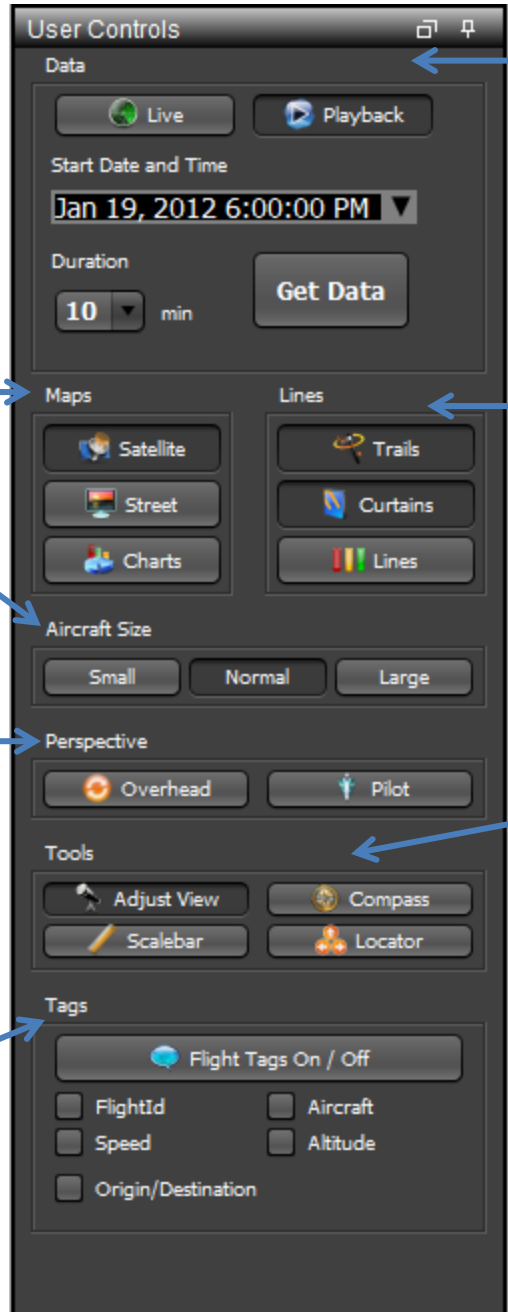 User Controls
Data
Live Playback
Start Date and Time
Jan 19, 2012 6:00:00 PM
Duration
10 min Get Data
Maps Lines
Satellite Trails
Street Curtains
Charts Lines
Aircraft Size
Small Normal Large
Perspective
Overhead Pilot
Tools
Adjust View Compass
Scalebar Locator
Tags
Flight Tags On / Off
FlightId Aircraft
Speed Altitude
Origin/Destination